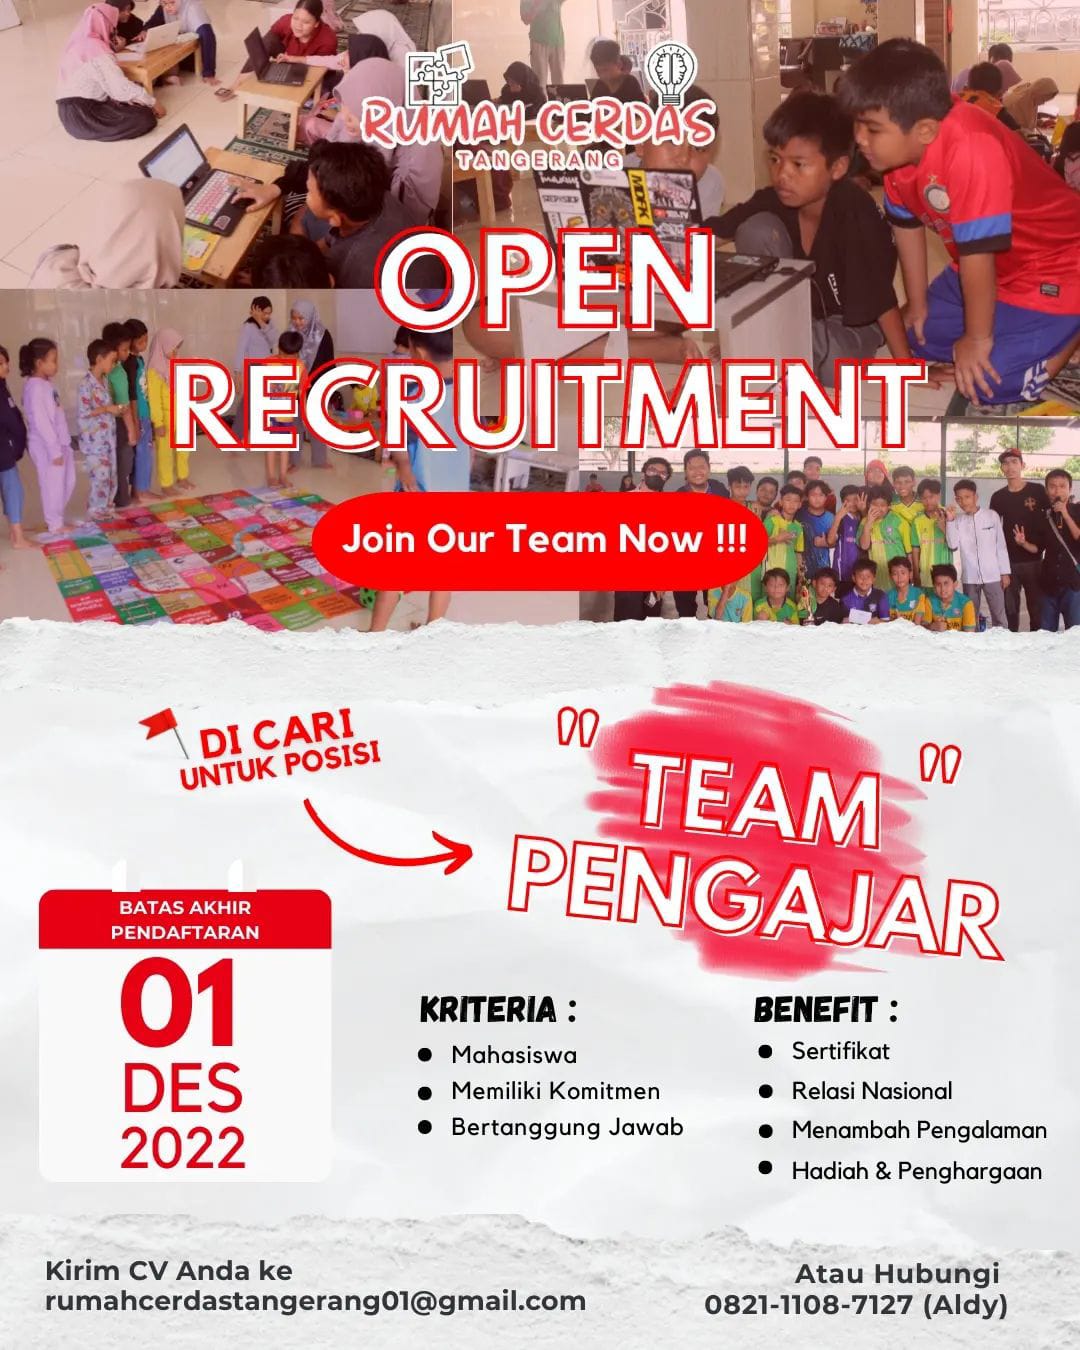 RUMAH CERDAS
TANGERANG
OPEN
RECRUITMENT
Join Our Team Now !!!
DI CARI
UNTUK POSISI
"TEAM
PENGAJAR"
BATAS AKHIR
PENDAFTARAN
01
DES
2022
KRITERIA :
• Mahasiswa
• Memiliki Komitmen
• Bertanggung Jawab
BENEFIT :
• Sertifikat
• Relasi Nasional
• Menambah Pengalaman
• Hadiah & Penghargaan
Kirim CV Anda ke
rumahcerdastangerang01@gmail.com
Atau Hubungi
0821-1108-7127 (Aldy)